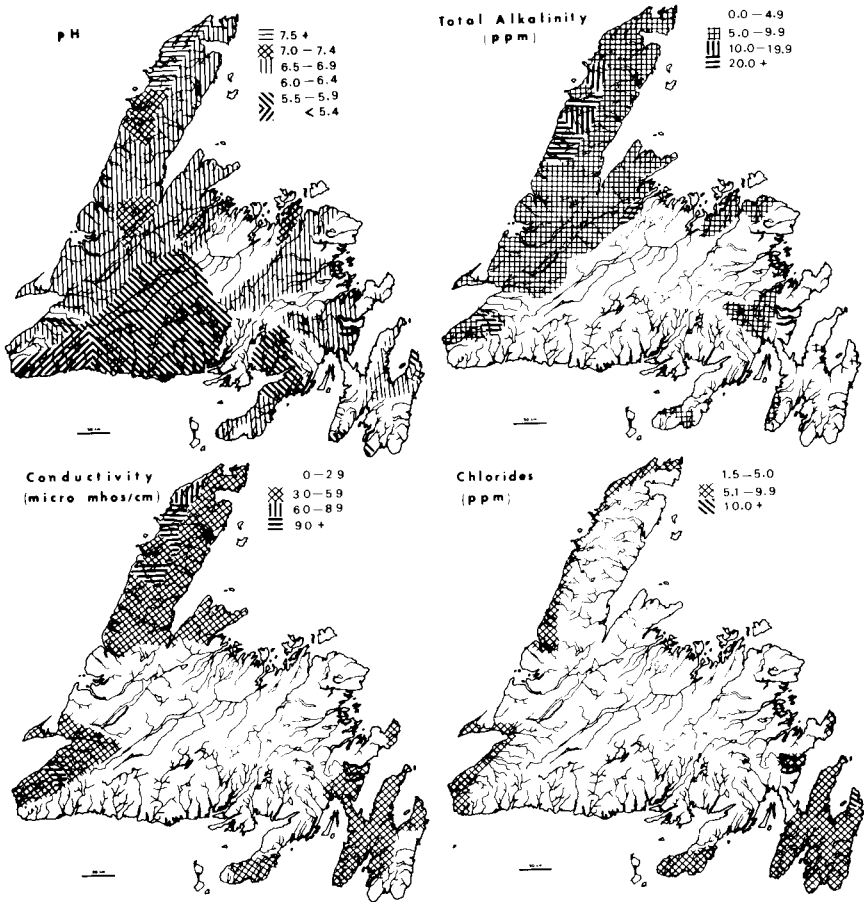 pH
7.5 +
7.0 – 7.4
6.5 – 6.9
6.0 – 6.4
5.5 – 5.9
< 5.4
Total Alkalinity
(ppm)
0.0 – 4.9
5.0 – 9.9
10.0 – 19.9
20.0 +
Conductivity
(micro mhos/cm)
0 – 29
30 – 59
60 – 89
90 +
Chlorides
(ppm)
1.5 – 5.0
5.1 – 9.9
10.0 +